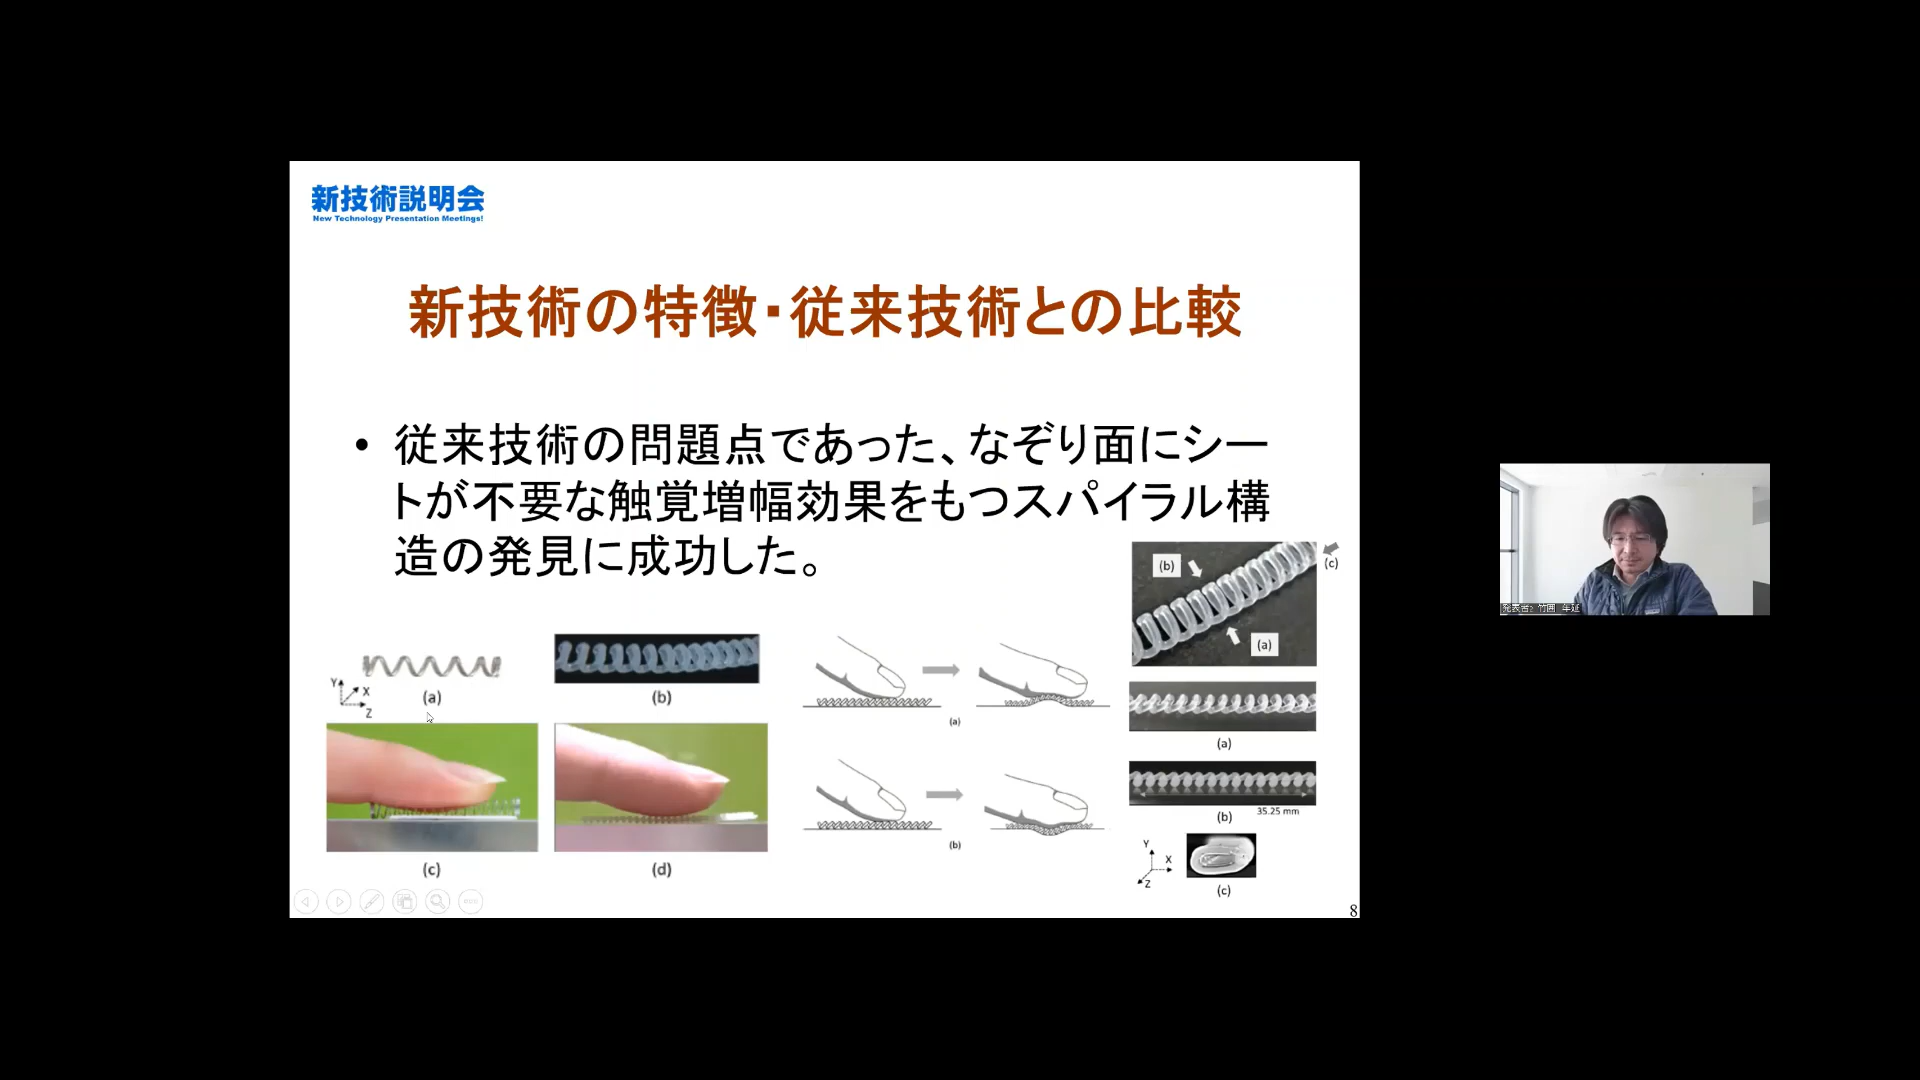 新技術説明会
New Technology Presentation Meetings!
新技術の特徴・従来技術との比較
• 従来技術の問題点であった、なぞり面にシー
トが不要な触覚増幅効果をもつスパイラル構
造の発見に成功した。
Y
X
Z
(a)
(b)
(c)
(d)
(a)
(b)
(b)
(c)
(a)
(a)
35.25 mm
(b)
Y
X
Z
(c)
8
発表者: